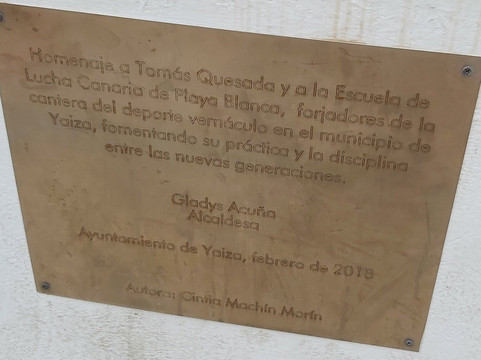 Homenaje a Tomás Quesada y a la Escuela de
Lucha Canaria de Playa Blanca, forjadores de la
cantera del deporte vernáculo en el municipio de
Yaiza, fomentando su práctica y la disciplina
entre las nuevas generaciones.
Gladys Acuña
Alcaldesa
Ayuntamiento de Yaiza, febrero de 2018
Autora: Cintia Machín Morín